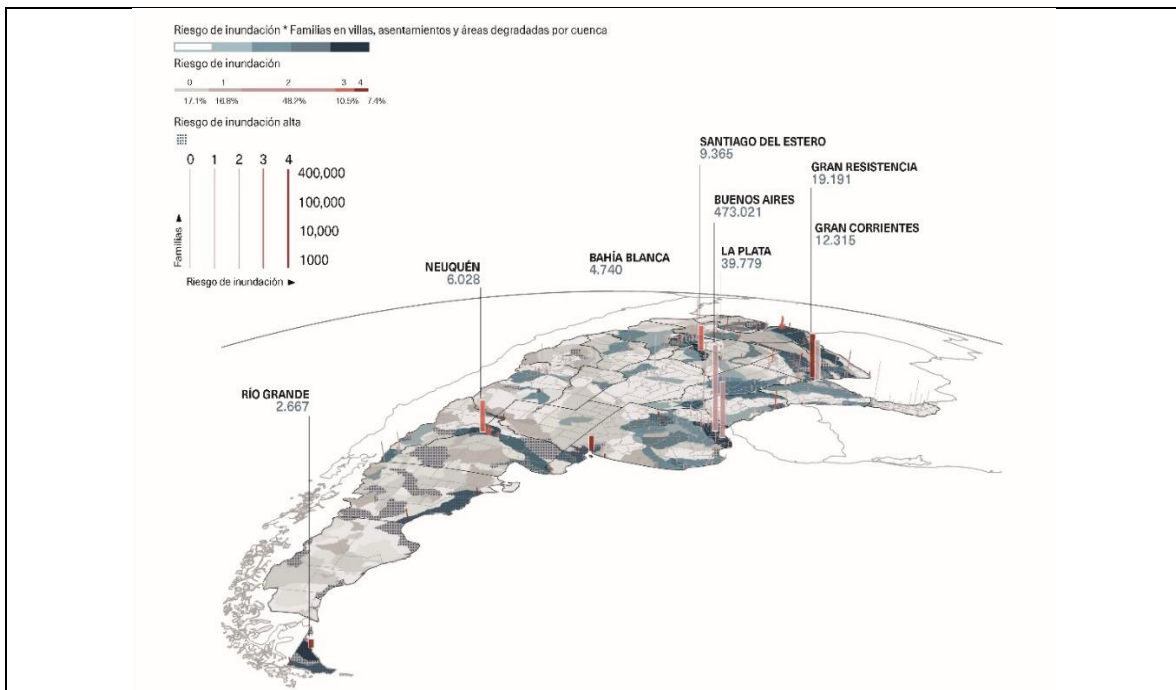 Riesgo de inundación * Familias en villas, asentamientos y áreas degradadas por cuenca
Riesgo de inundación
0 1 2 3 4
17.1% 16.8% 48.2% 10.5% 7.4%
Riesgo de inundación alta
0 1 2 3 4
400,000
100,000
10,000
1000
Familias ▲
Riesgo de inundación ►
SANTIAGO DEL ESTERO
9.365
GRAN RESISTENCIA
19.191
BUENOS AIRES
473.021
GRAN CORRIENTES
12.315
LA PLATA
39.779
BAHÍA BLANCA
4.740
NEUQUÉN
6.028
RÍO GRANDE
2.667